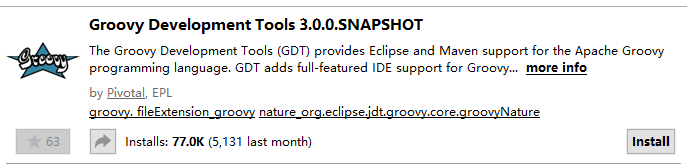 Groovy Development Tools 3.0.0.SNAPSHOT
The Groovy Development Tools (GDT) provides Eclipse and Maven support for the Apache Groovy
programming language. GDT adds full-featured IDE support for Groovy... more info
Groovy
by Pivotal, EPL
groovy. fileExtension_groovy nature_org.eclipse.jdt.groovy.core.groovyNature
63 Installs: 77.0K (5,131 last month) Install